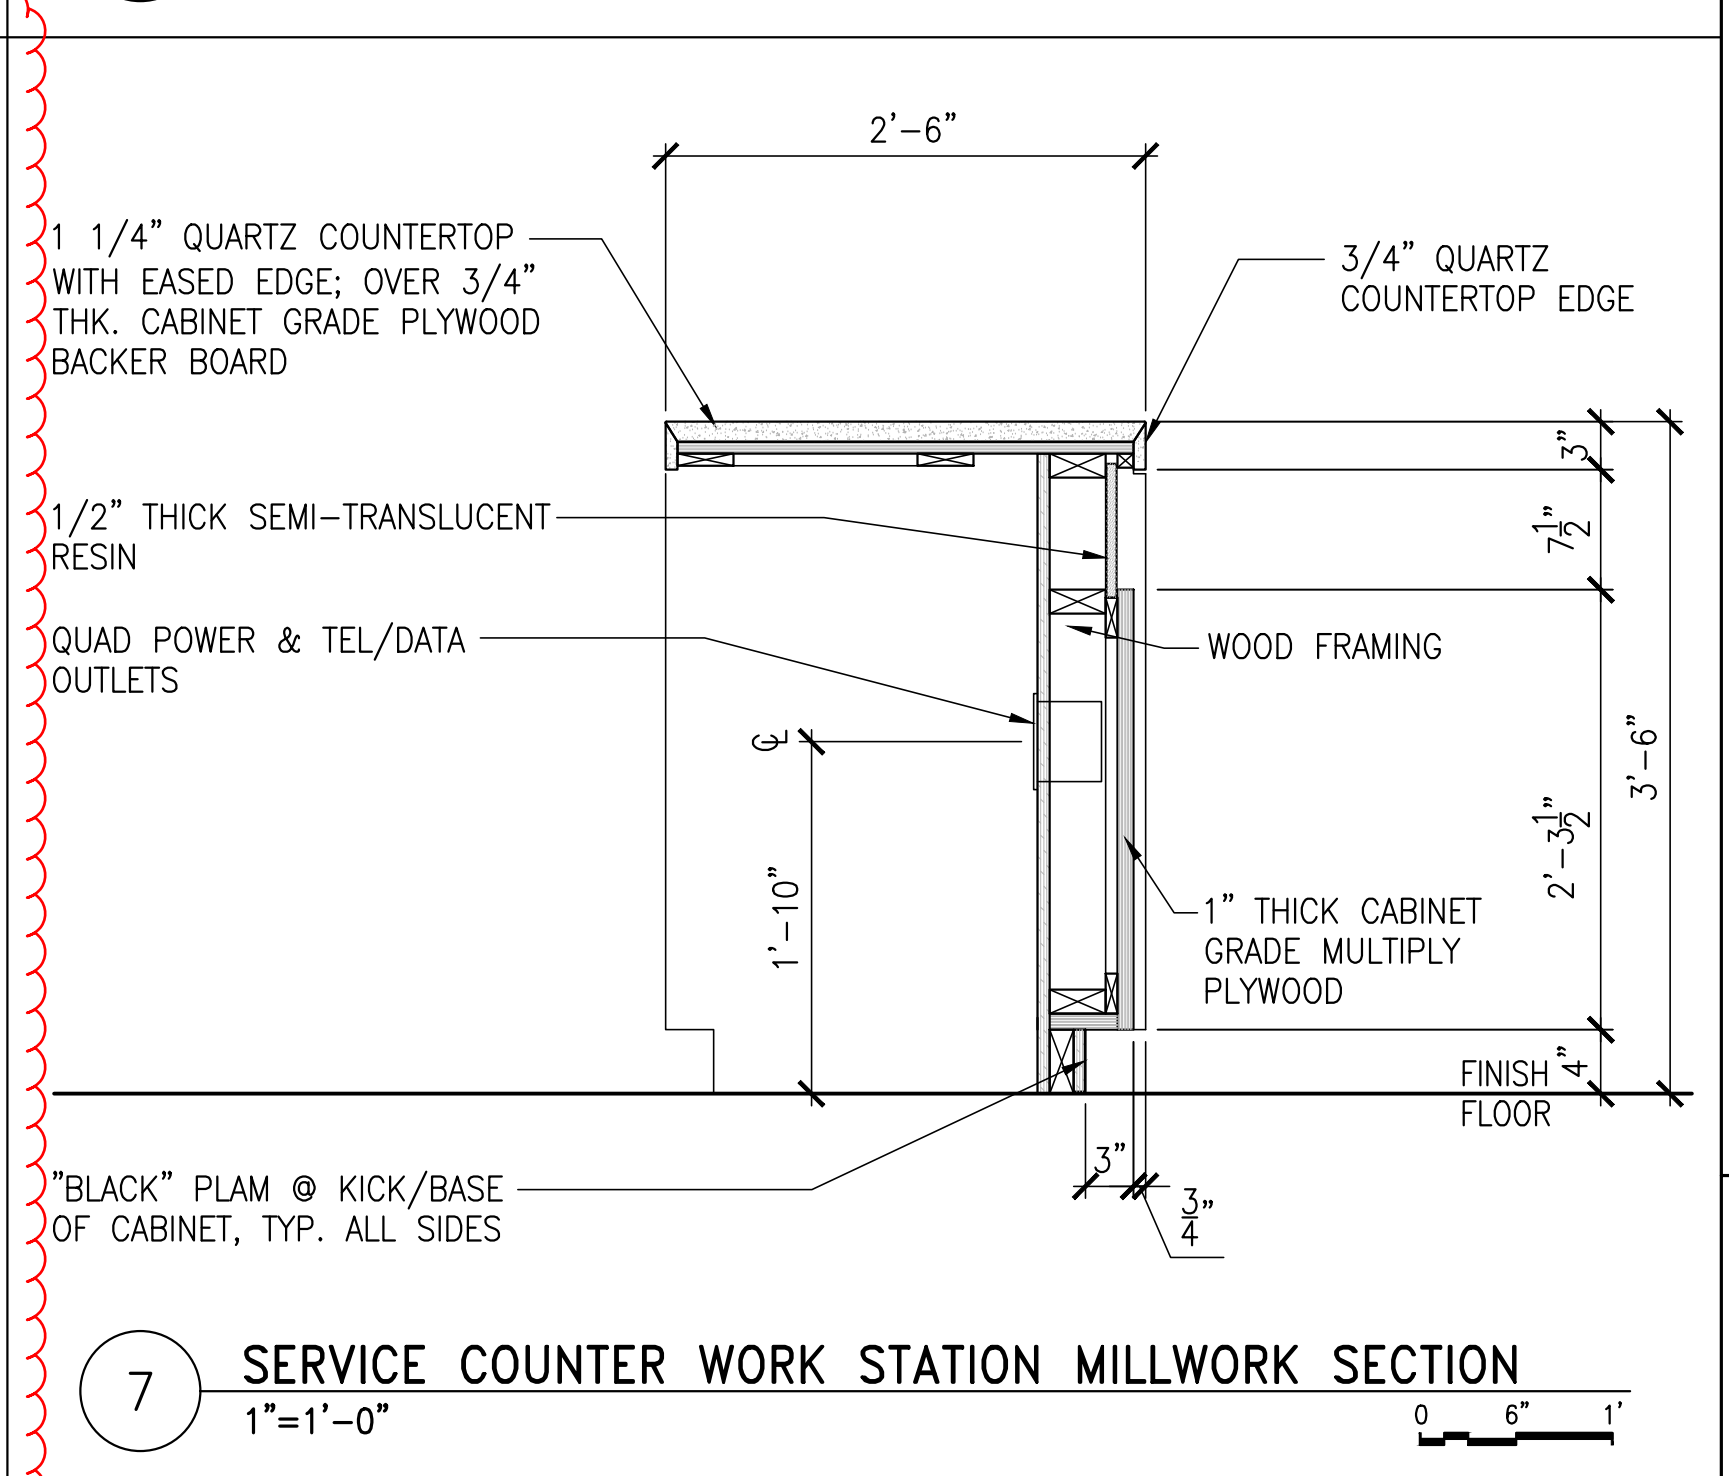 2'-6"
1 1/4" QUARTZ COUNTERTOP
WITH EASED EDGE; OVER 3/4"
THK. CABINET GRADE PLYWOOD
BACKER BOARD
3/4" QUARTZ
COUNTERTOP EDGE
3"
1/2" THICK SEMI-TRANSLUCENT
RESIN
7 1/2"
QUAD POWER & TEL/DATA
OUTLETS
WOOD FRAMING
℄
3'-6"
2'-3 1/2"
1'-10"
1" THICK CABINET
GRADE MULTIPLY
PLYWOOD
4"
FINISH
FLOOR
3"
3/4"
"BLACK" PLAM @ KICK/BASE
OF CABINET, TYP. ALL SIDES
7
SERVICE COUNTER WORK STATION MILLWORK SECTION
1"=1'-0"
0 6" 1'